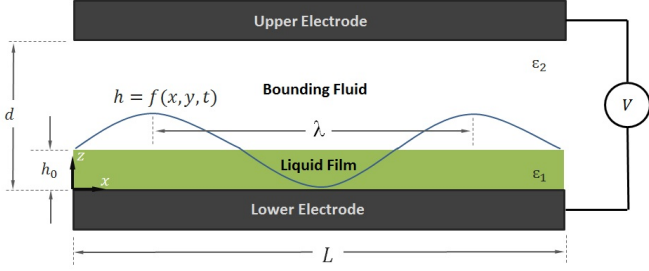 Upper Electrode
ε₂
Bounding Fluid
h = f(x, y, t)
d
λ
V
z
h₀
Liquid Film
x
ε₁
Lower Electrode
L